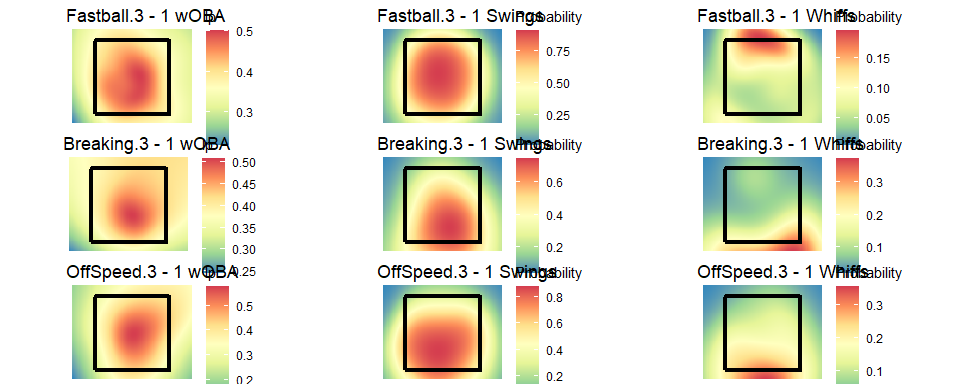 Fastball.3 - 1 wOBA
0.5
0.4
0.3
Fastball.3 - 1 Swings
Probability
0.75
0.50
0.25
Fastball.3 - 1 Whiffs
Probability
0.15
0.10
0.05
Breaking.3 - 1 wOBA
0.50
0.45
0.40
0.35
0.30
0.25
Breaking.3 - 1 Swings
Probability
0.6
0.4
0.2
Breaking.3 - 1 Whiffs
Probability
0.3
0.2
0.1
OffSpeed.3 - 1 wOBA
0.5
0.4
0.3
0.2
OffSpeed.3 - 1 Swings
Probability
0.8
0.6
0.4
0.2
OffSpeed.3 - 1 Whiffs
Probability
0.3
0.2
0.1